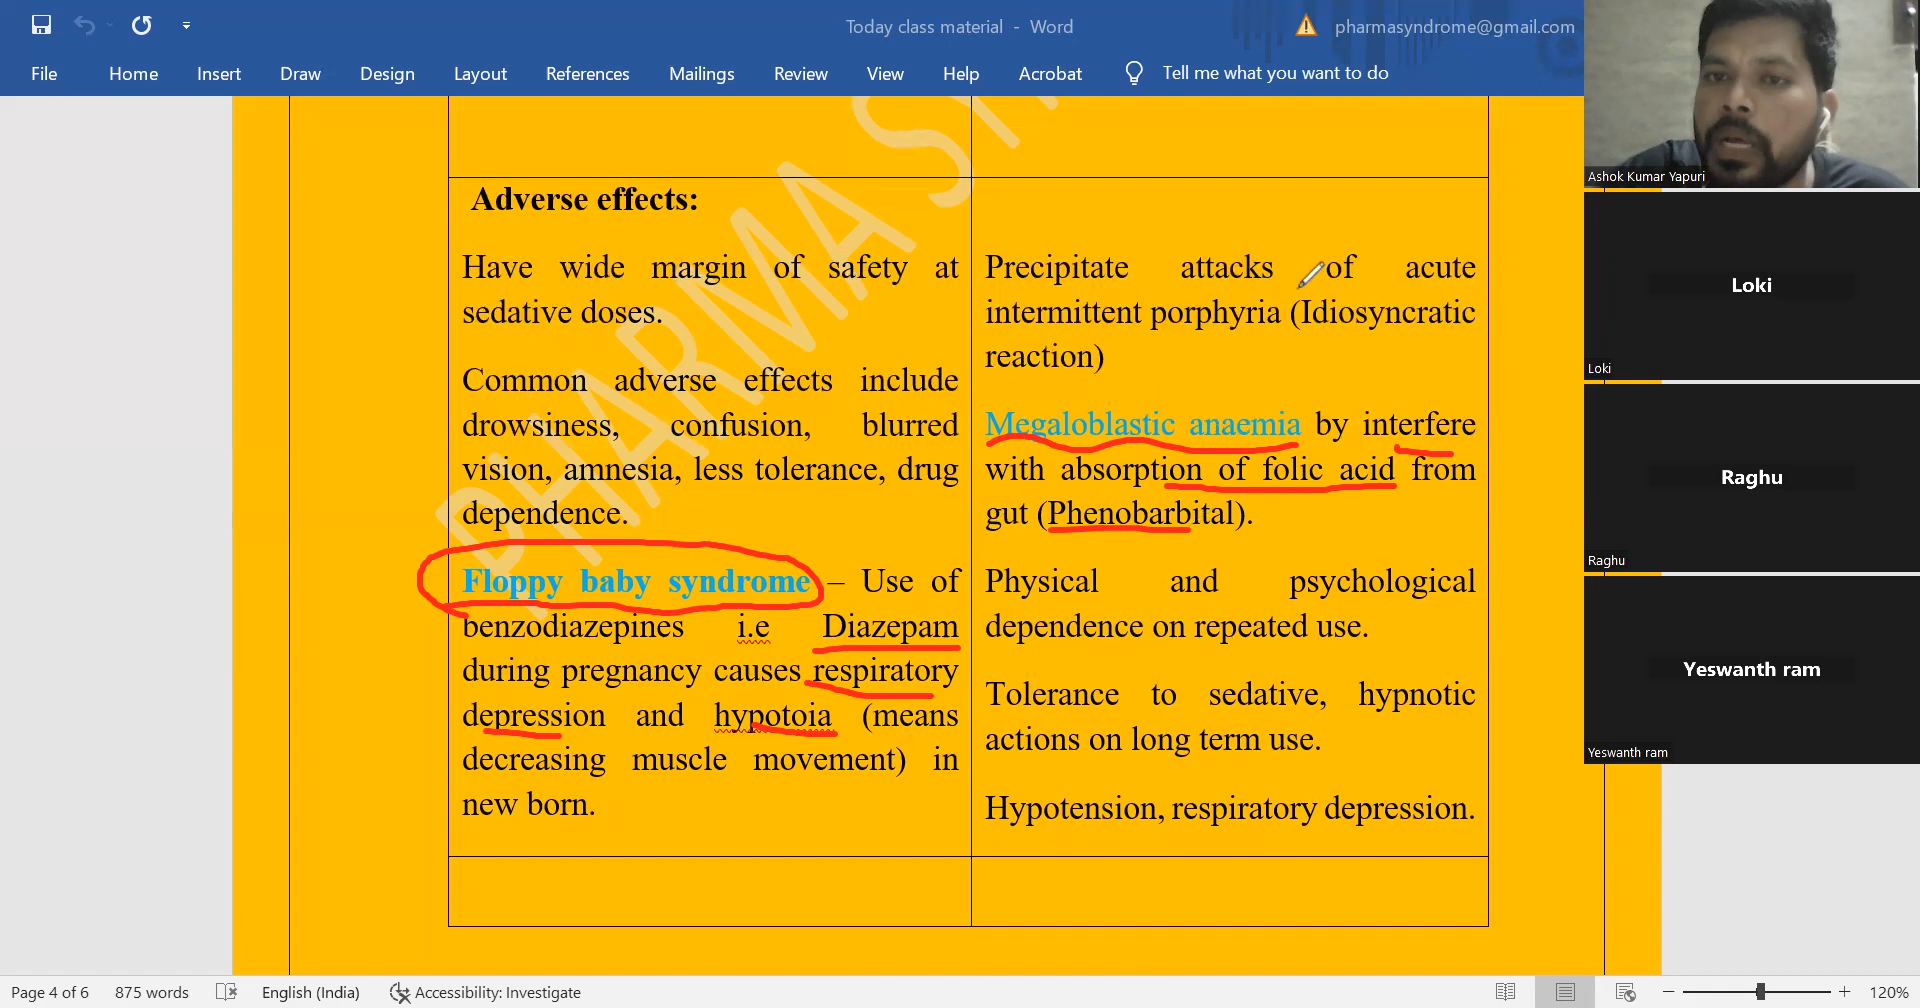 Today class material - Word
pharmasyndrome@gmail.com
File Home Insert Draw Design Layout References Mailings Review View Help Acrobat Tell me what you want to do
PHARMA SY
Adverse effects:
Have wide margin of safety at
sedative doses.
Common adverse effects include
drowsiness, confusion, blurred
vision, amnesia, less tolerance, drug
dependence.
Floppy baby syndrome – Use of
benzodiazepines i.e Diazepam
during pregnancy causes respiratory
depression and hypotoia (means
decreasing muscle movement) in
new born.
Precipitate attacks of acute
intermittent porphyria (Idiosyncratic
reaction)
Megaloblastic anaemia by interfere
with absorption of folic acid from
gut (Phenobarbital).
Physical and psychological
dependence on repeated use.
Tolerance to sedative, hypnotic
actions on long term use.
Hypotension, respiratory depression.
Ashok Kumar Yapuri
Loki
Loki
Raghu
Raghu
Yeswanth ram
Yeswanth ram
Page 4 of 6 875 words English (India) Accessibility: Investigate 120%